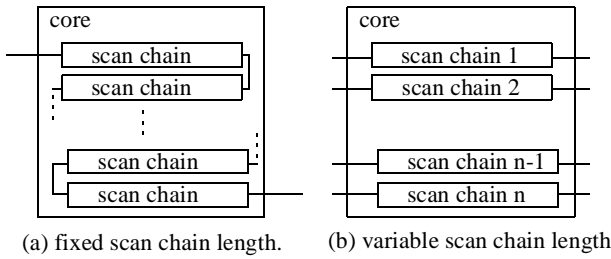 core
scan chain
scan chain
scan chain
scan chain
(a) fixed scan chain length.
core
scan chain 1
scan chain 2
scan chain n-1
scan chain n
(b) variable scan chain length